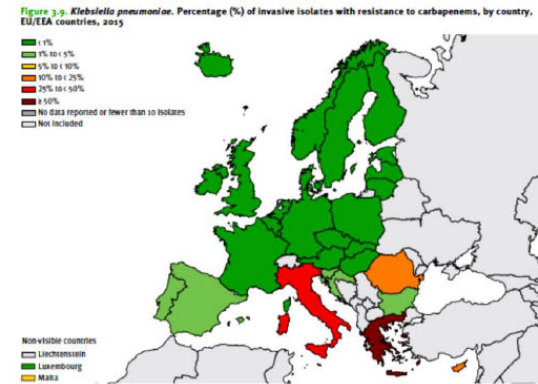 Figure 3.9. Klebsiella pneumoniae. Percentage (%) of invasive isolates with resistance to carbapenems, by country,
EU/EEA countries, 2015
< 1%
1% to < 5%
5% to < 10%
10% to < 25%
25% to < 50%
≥ 50%
No data reported or fewer than 10 isolates
Not included
Non-visible countries
Liechtenstein
Luxembourg
Malta